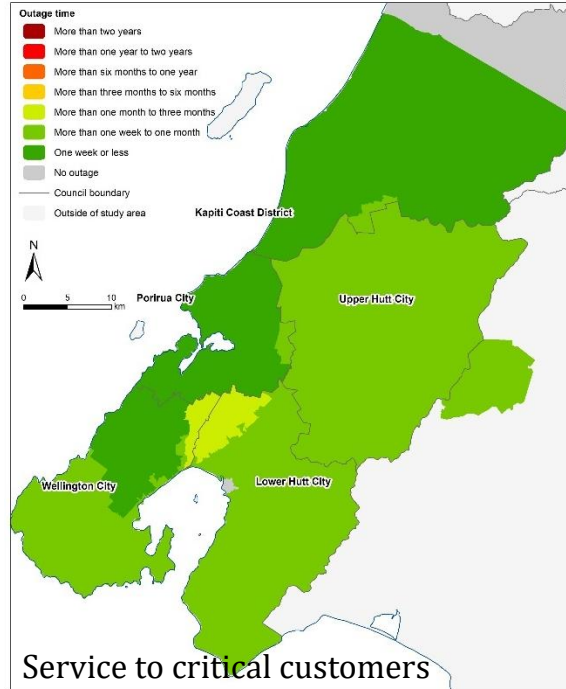 Outage time
More than two years
More than one year to two years
More than six months to one year
More than three months to six months
More than one month to three months
More than one week to one month
One week or less
No outage
Council boundary
Outside of study area
Kapiti Coast District
N
0 5 10
km
Porirua City
Upper Hutt City
Wellington City
Lower Hutt City
Service to critical customers